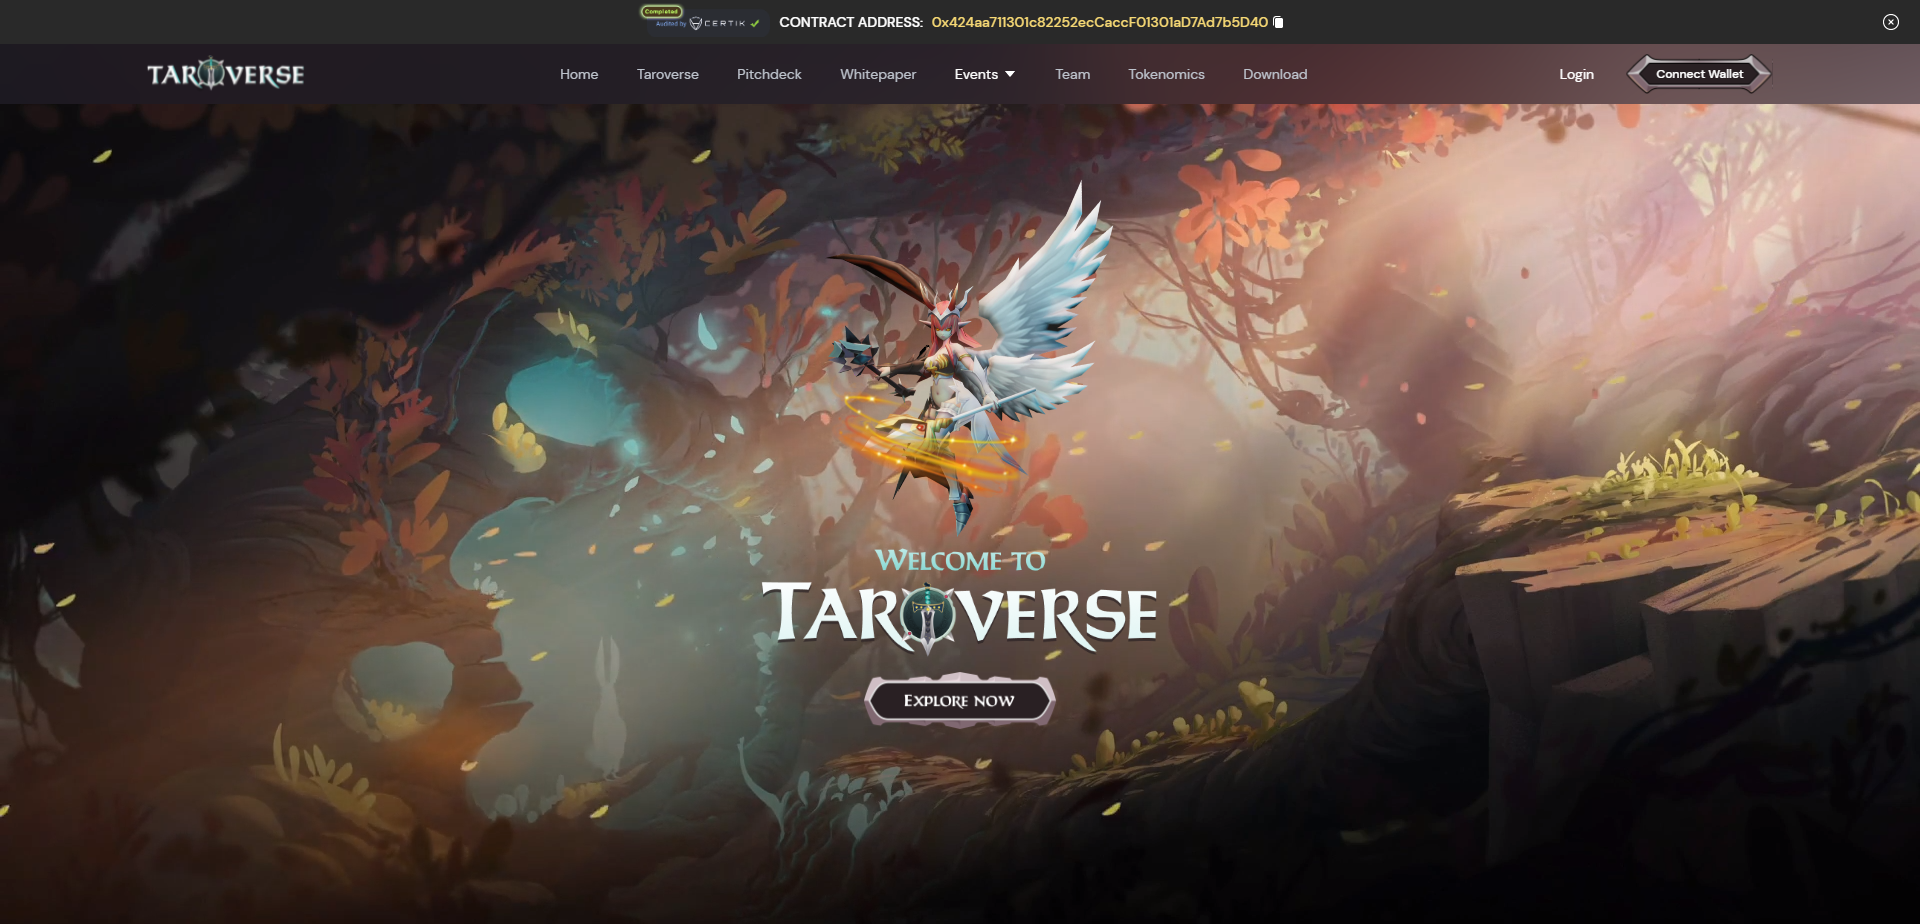 Completed
Audited by CERTIK
CONTRACT ADDRESS: 0x424aa711301c82252ecCaccF01301aD7Ad7b5D40
TAROVERSE
Home Taroverse Pitchdeck Whitepaper Events Team Tokenomics Download Login Connect Wallet
WELCOME TO
TAROVERSE
EXPLORE NOW